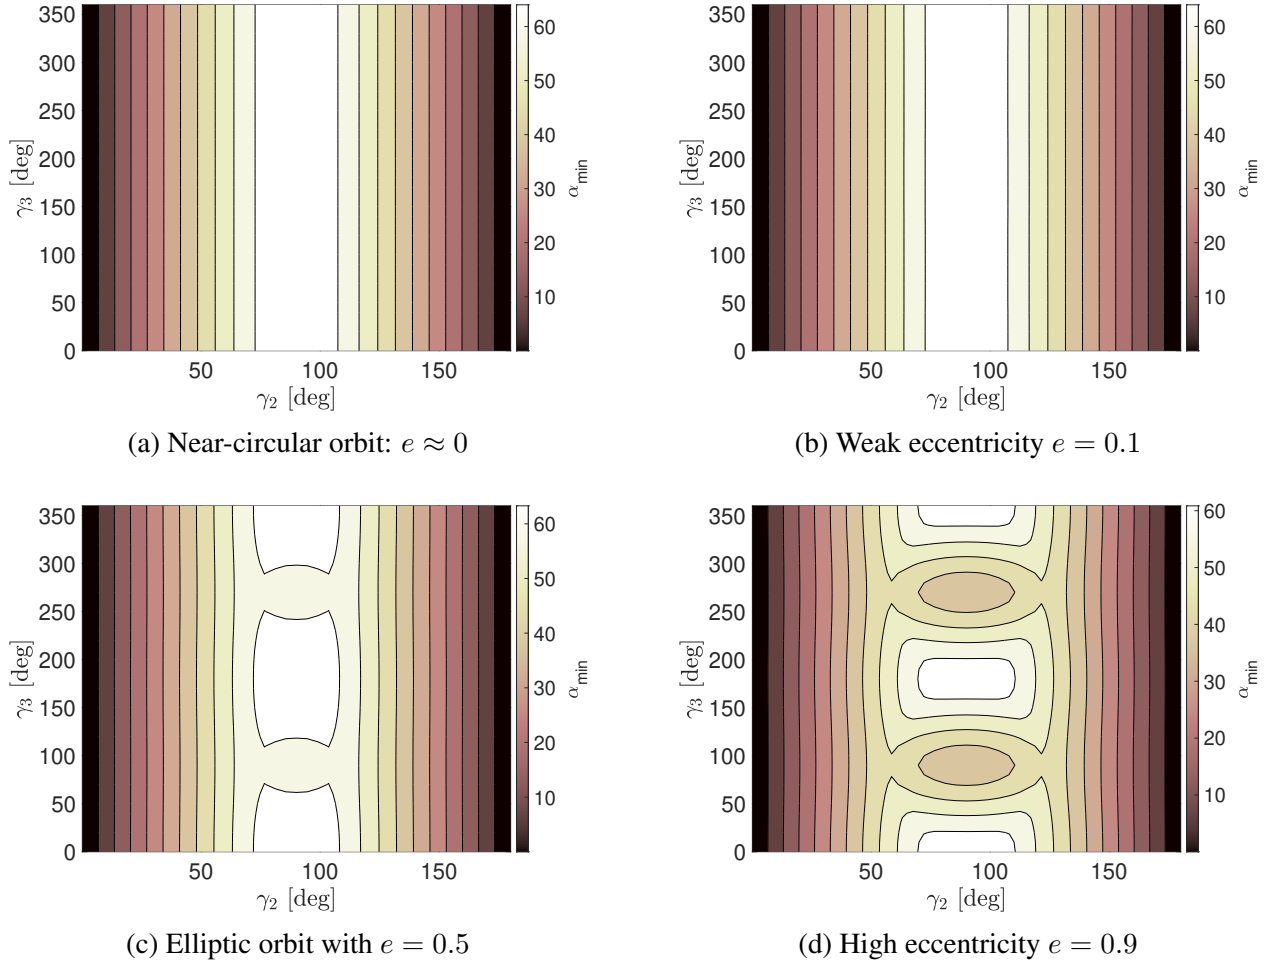 350
300
250
200
150
100
50
0
γ₃ [deg]
50 100 150
γ₂ [deg]
60
50
40
30
20
10
α_min
(a) Near-circular orbit: e ≈ 0
350
300
250
200
150
100
50
0
γ₃ [deg]
50 100 150
γ₂ [deg]
60
50
40
30
20
10
α_min
(b) Weak eccentricity e = 0.1
350
300
250
200
150
100
50
0
γ₃ [deg]
50 100 150
γ₂ [deg]
60
50
40
30
20
10
α_min
(c) Elliptic orbit with e = 0.5
350
300
250
200
150
100
50
0
γ₃ [deg]
50 100 150
γ₂ [deg]
60
50
40
30
20
10
α_min
(d) High eccentricity e = 0.9